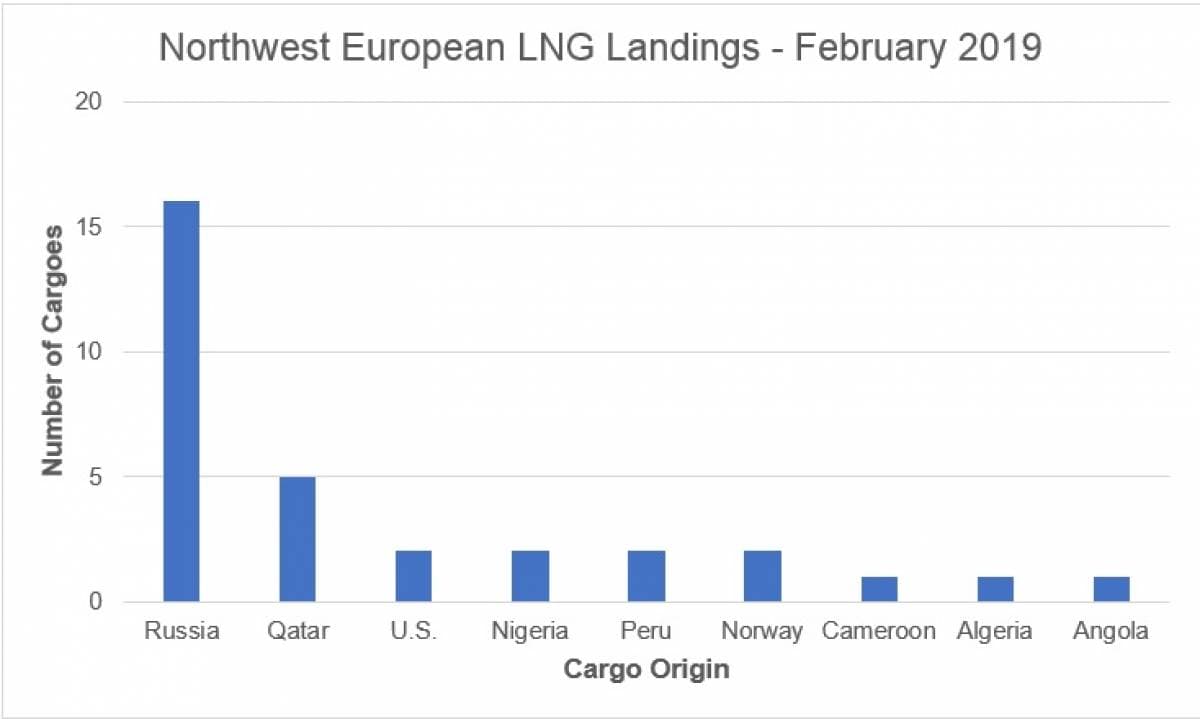 Northwest European LNG Landings - February 2019
20
15
10
5
0
Number of Cargoes
Russia Qatar U.S. Nigeria Peru Norway Cameroon Algeria Angola
Cargo Origin